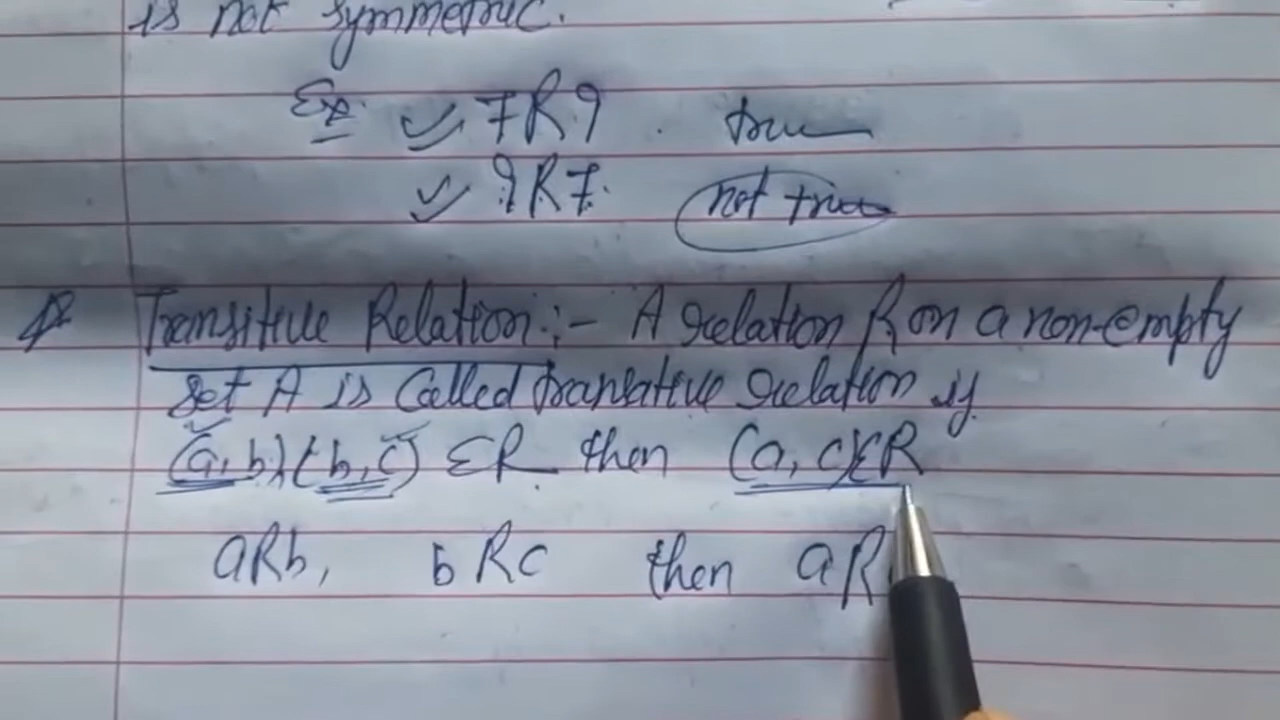 is not symmetric.
Ex. 7R9 true
9R7. not true
Transitive Relation :- A relation R on a non-empty
set A is Called tranative relation if
(a, b) (b, c) ∈R then (a, c)∈R
aRb, bRc then aR